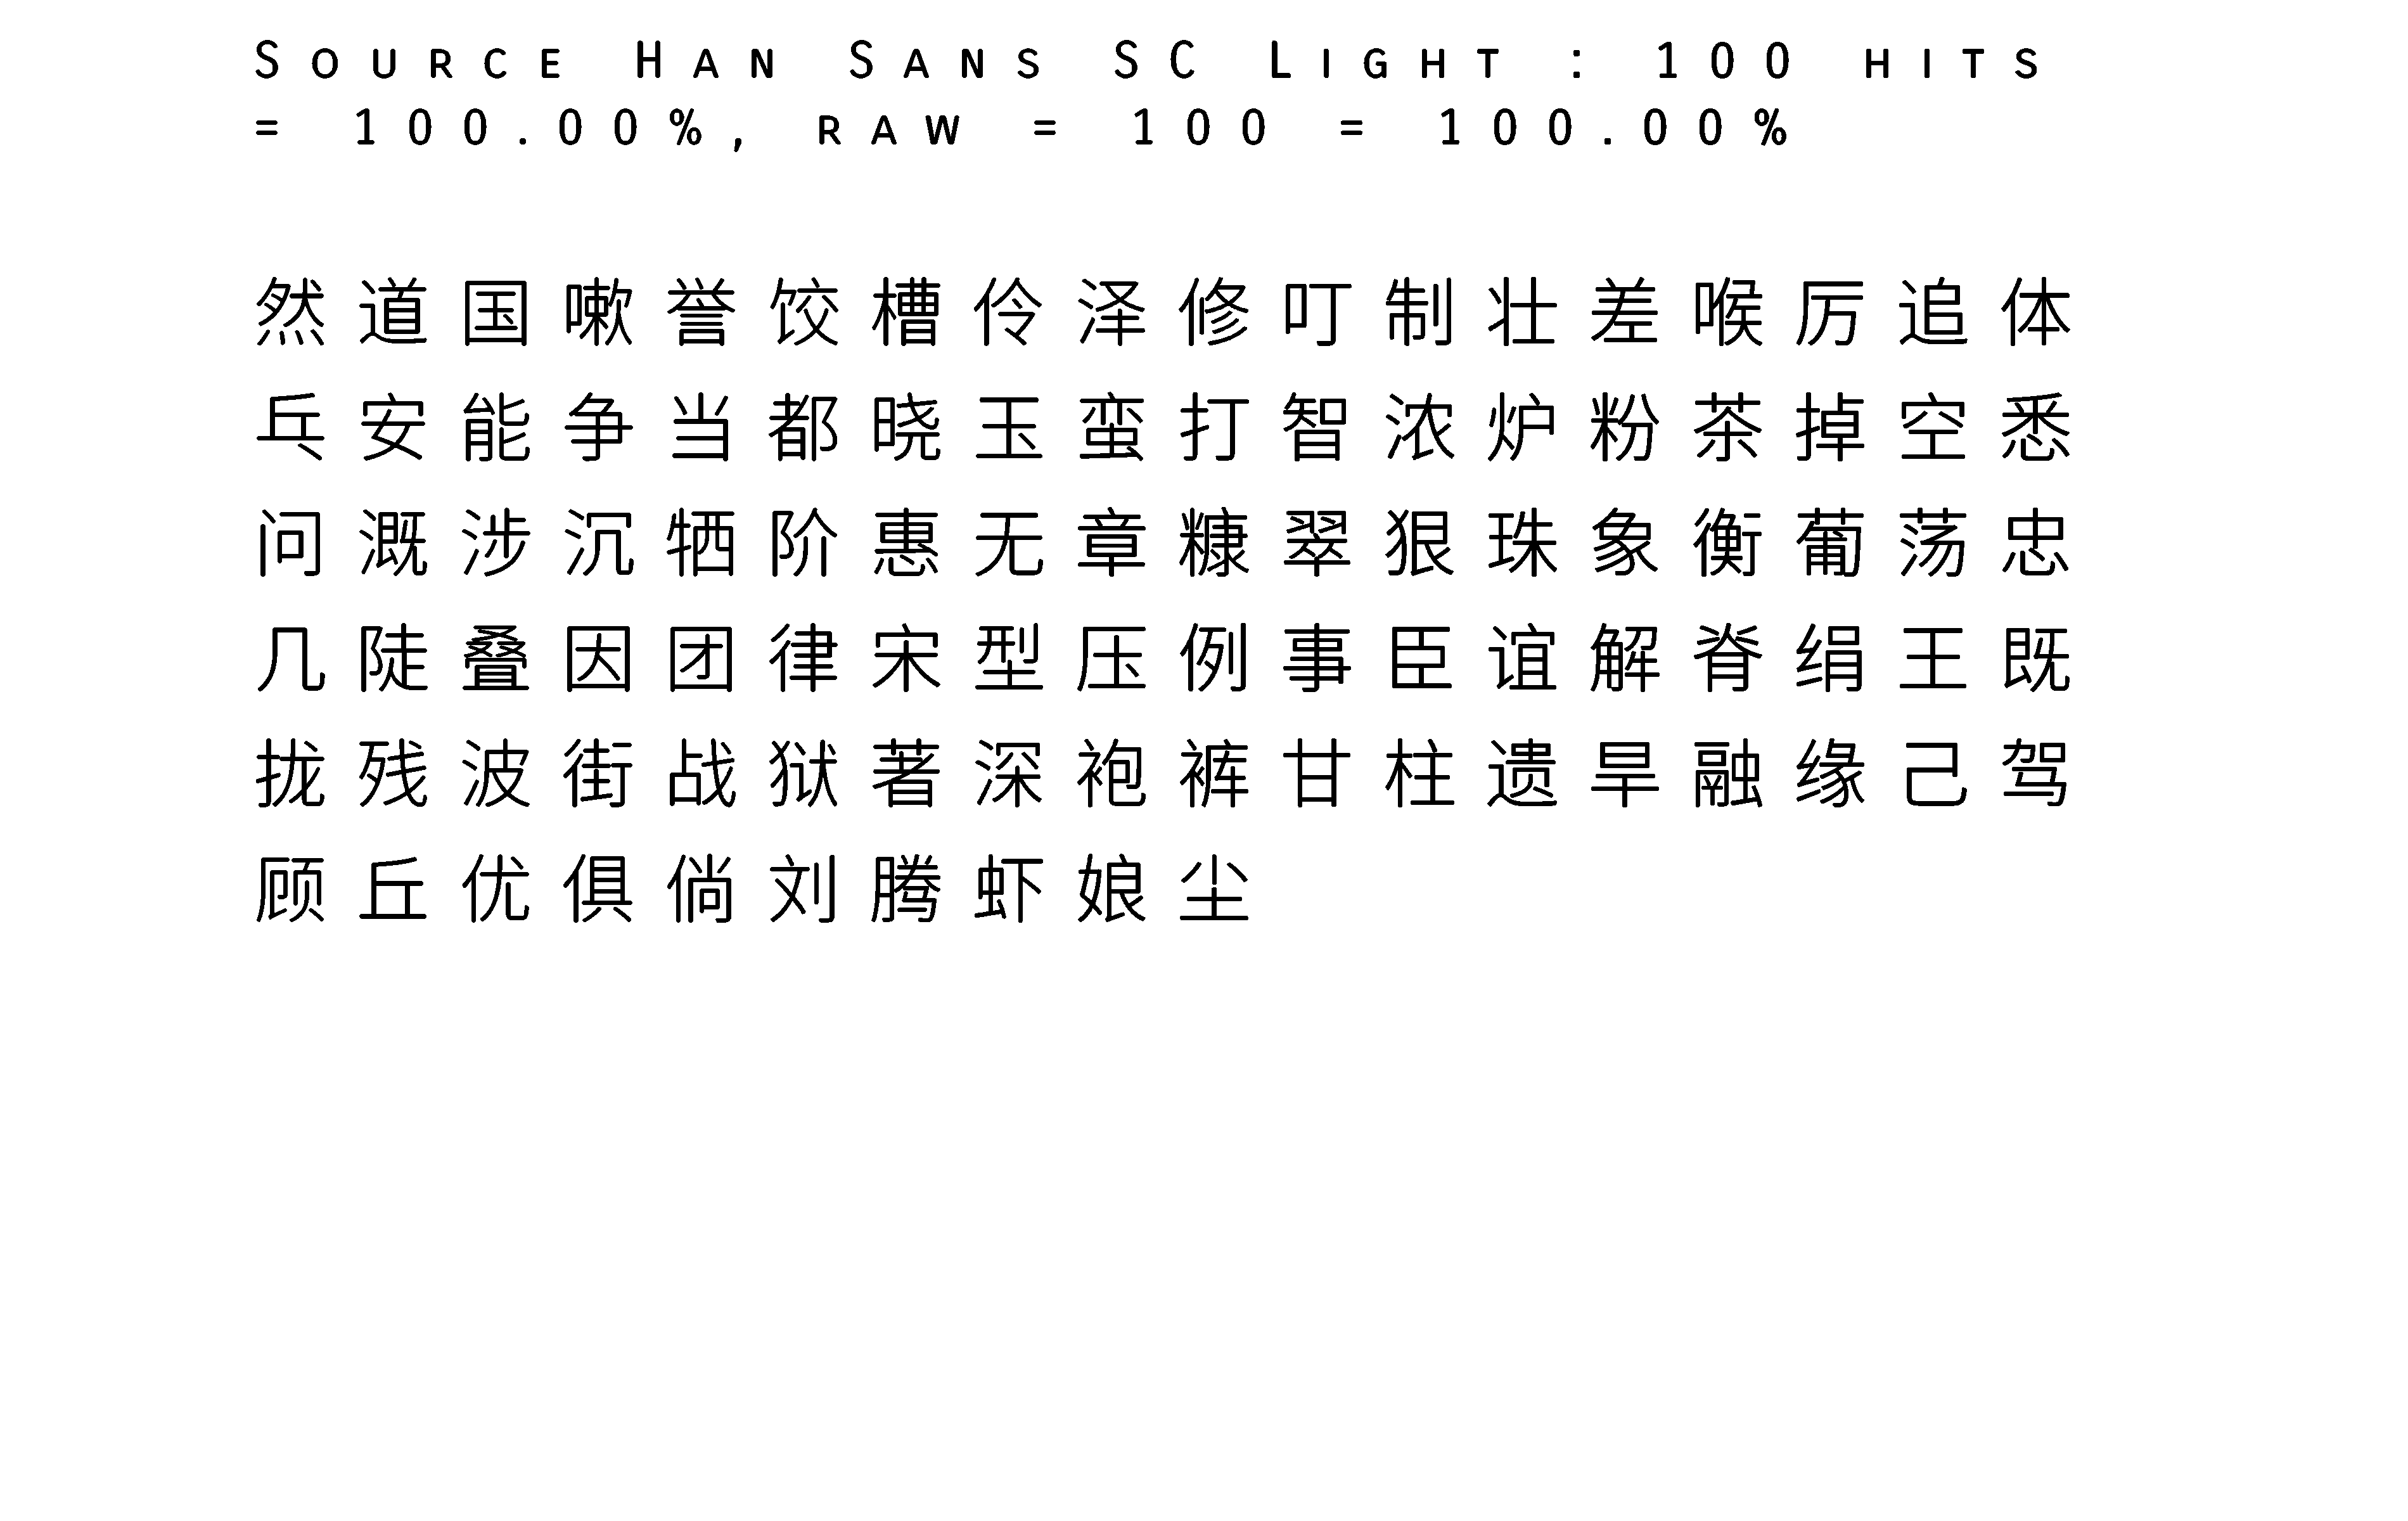 Source Han Sans SC Light : 100 hits
= 100.00%, raw = 100 = 100.00%
然道国嗽誉饺槽伶泽修叮制壮差喉厉追体
乓安能争当都晓玉蛮打智浓炉粉茶掉空悉
问溉涉沉牺阶惠无章糠翠狠珠象衡葡荡忠
几陡叠因团律宋型压例事臣谊解脊绢王既
拢残波街战狱著深袍裤甘柱遗旱融缘己驾
顾丘优俱倘刘腾虾娘尘